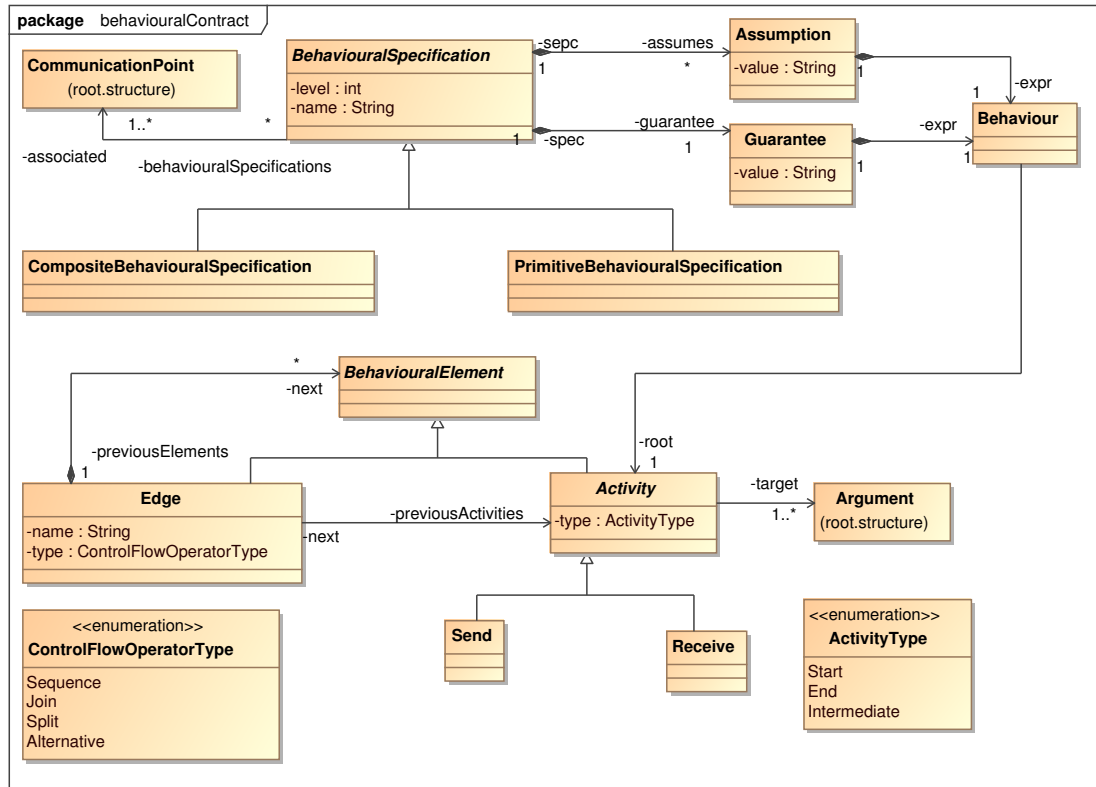 package behaviouralContract
CommunicationPoint
(root.structure)
BehaviouralSpecification
-level : int
-name : String
-sepc
1
-assumes
*
Assumption
-value : String
1
-expr
1
Behaviour
1..*
*
-associated
-behaviouralSpecifications
1
-spec
-guarantee
1
Guarantee
-value : String
1
-expr
1
CompositeBehaviouralSpecification
PrimitiveBehaviouralSpecification
*
-next
BehaviouralElement
-previousElements
1
-root
1
Edge
-name : String
-type : ControlFlowOperatorType
-previousActivities
-next
Activity
-type : ActivityType
-target
1..*
Argument
(root.structure)
<<enumeration>>
ControlFlowOperatorType
Sequence
Join
Split
Alternative
Send
Receive
<<enumeration>>
ActivityType
Start
End
Intermediate